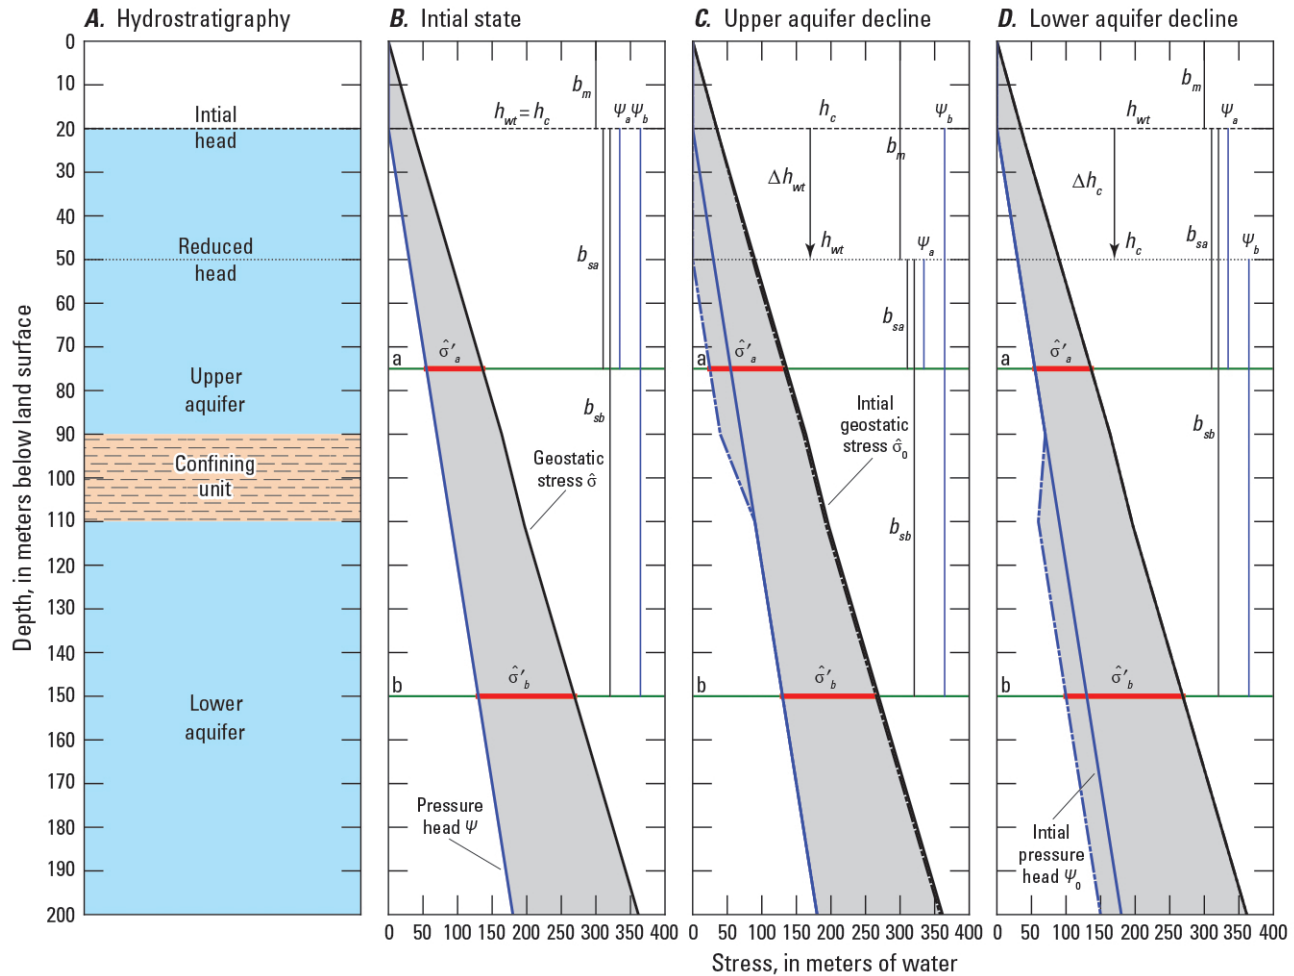 A. Hydrostratigraphy
B. Intial state
C. Upper aquifer decline
D. Lower aquifer decline
Depth, in meters below land surface
0
10
20
30
40
50
60
70
80
90
100
110
120
130
140
150
160
170
180
190
200
Intial
head
Reduced
head
Upper
aquifer
Confining
unit
Lower
aquifer
b_m
h_wt = h_c
ψ_a ψ_b
b_sa
a
σ̂′_a
b_sb
Geostatic
stress σ̂
b
σ̂′_b
Pressure
head ψ
0 50 100 150 200 250 300 350 400
h_c
ψ_b
b_m
Δh_wt
h_wt
ψ_a
b_sa
a
σ̂′_a
Intial
geostatic
stress σ̂_0
b_sb
b
σ̂′_b
0 50 100 150 200 250 300 350 400
b_m
h_wt
ψ_a
Δh_c
b_sa
h_c
ψ_b
a
σ̂′_a
b_sb
b
σ̂′_b
Intial
pressure
head ψ_0
0 50 100 150 200 250 300 350 400
Stress, in meters of water